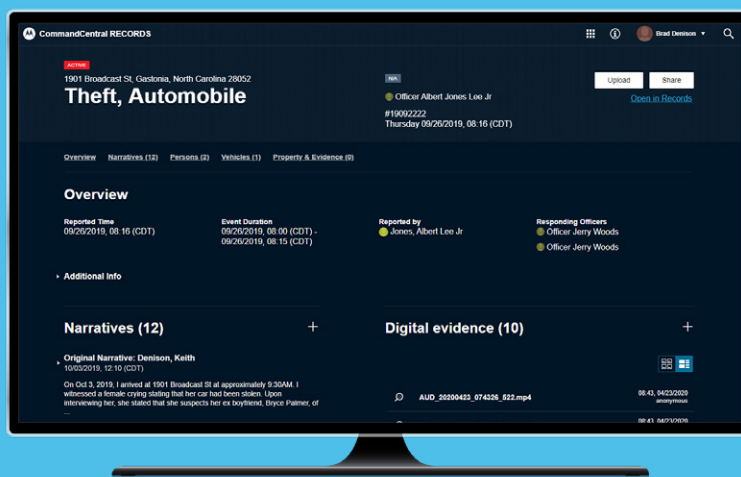 CommandCentral RECORDS
Brad Denison
ACTIVE
1901 Broadcast St, Gastonia, North Carolina 28052
Theft, Automobile
N/A
Officer Albert Jones Lee Jr
#19092222
Thursday 09/26/2019, 08:16 (CDT)
Upload
Share
Open in Records
Overview
Narratives (12)
Persons (2)
Vehicles (1)
Property & Evidence (0)
Overview
Reported Time
09/26/2019, 08:16 (CDT)
Event Duration
09/26/2019, 08:00 (CDT) -
09/26/2019, 08:15 (CDT)
Reported by
Jones, Albert Lee Jr
Responding Officers
Officer Jerry Woods
Officer Jerry Woods
Additional Info
Narratives (12)
Original Narrative: Denison, Keith
10/03/2019, 12:10 (CDT)
On Oct 3, 2019, I arrived at 1901 Broadcast St at approximately 9:30AM. I
witnessed a female crying stating that her car had been stolen. Upon
interviewing her, she stated that she suspects her ex boyfriend, Bryce Palmer, of
...
Digital evidence (10)
AUD_20200423_074326_522.mp4
08:43, 04/23/2020
anonymous
08:43, 04/23/2020